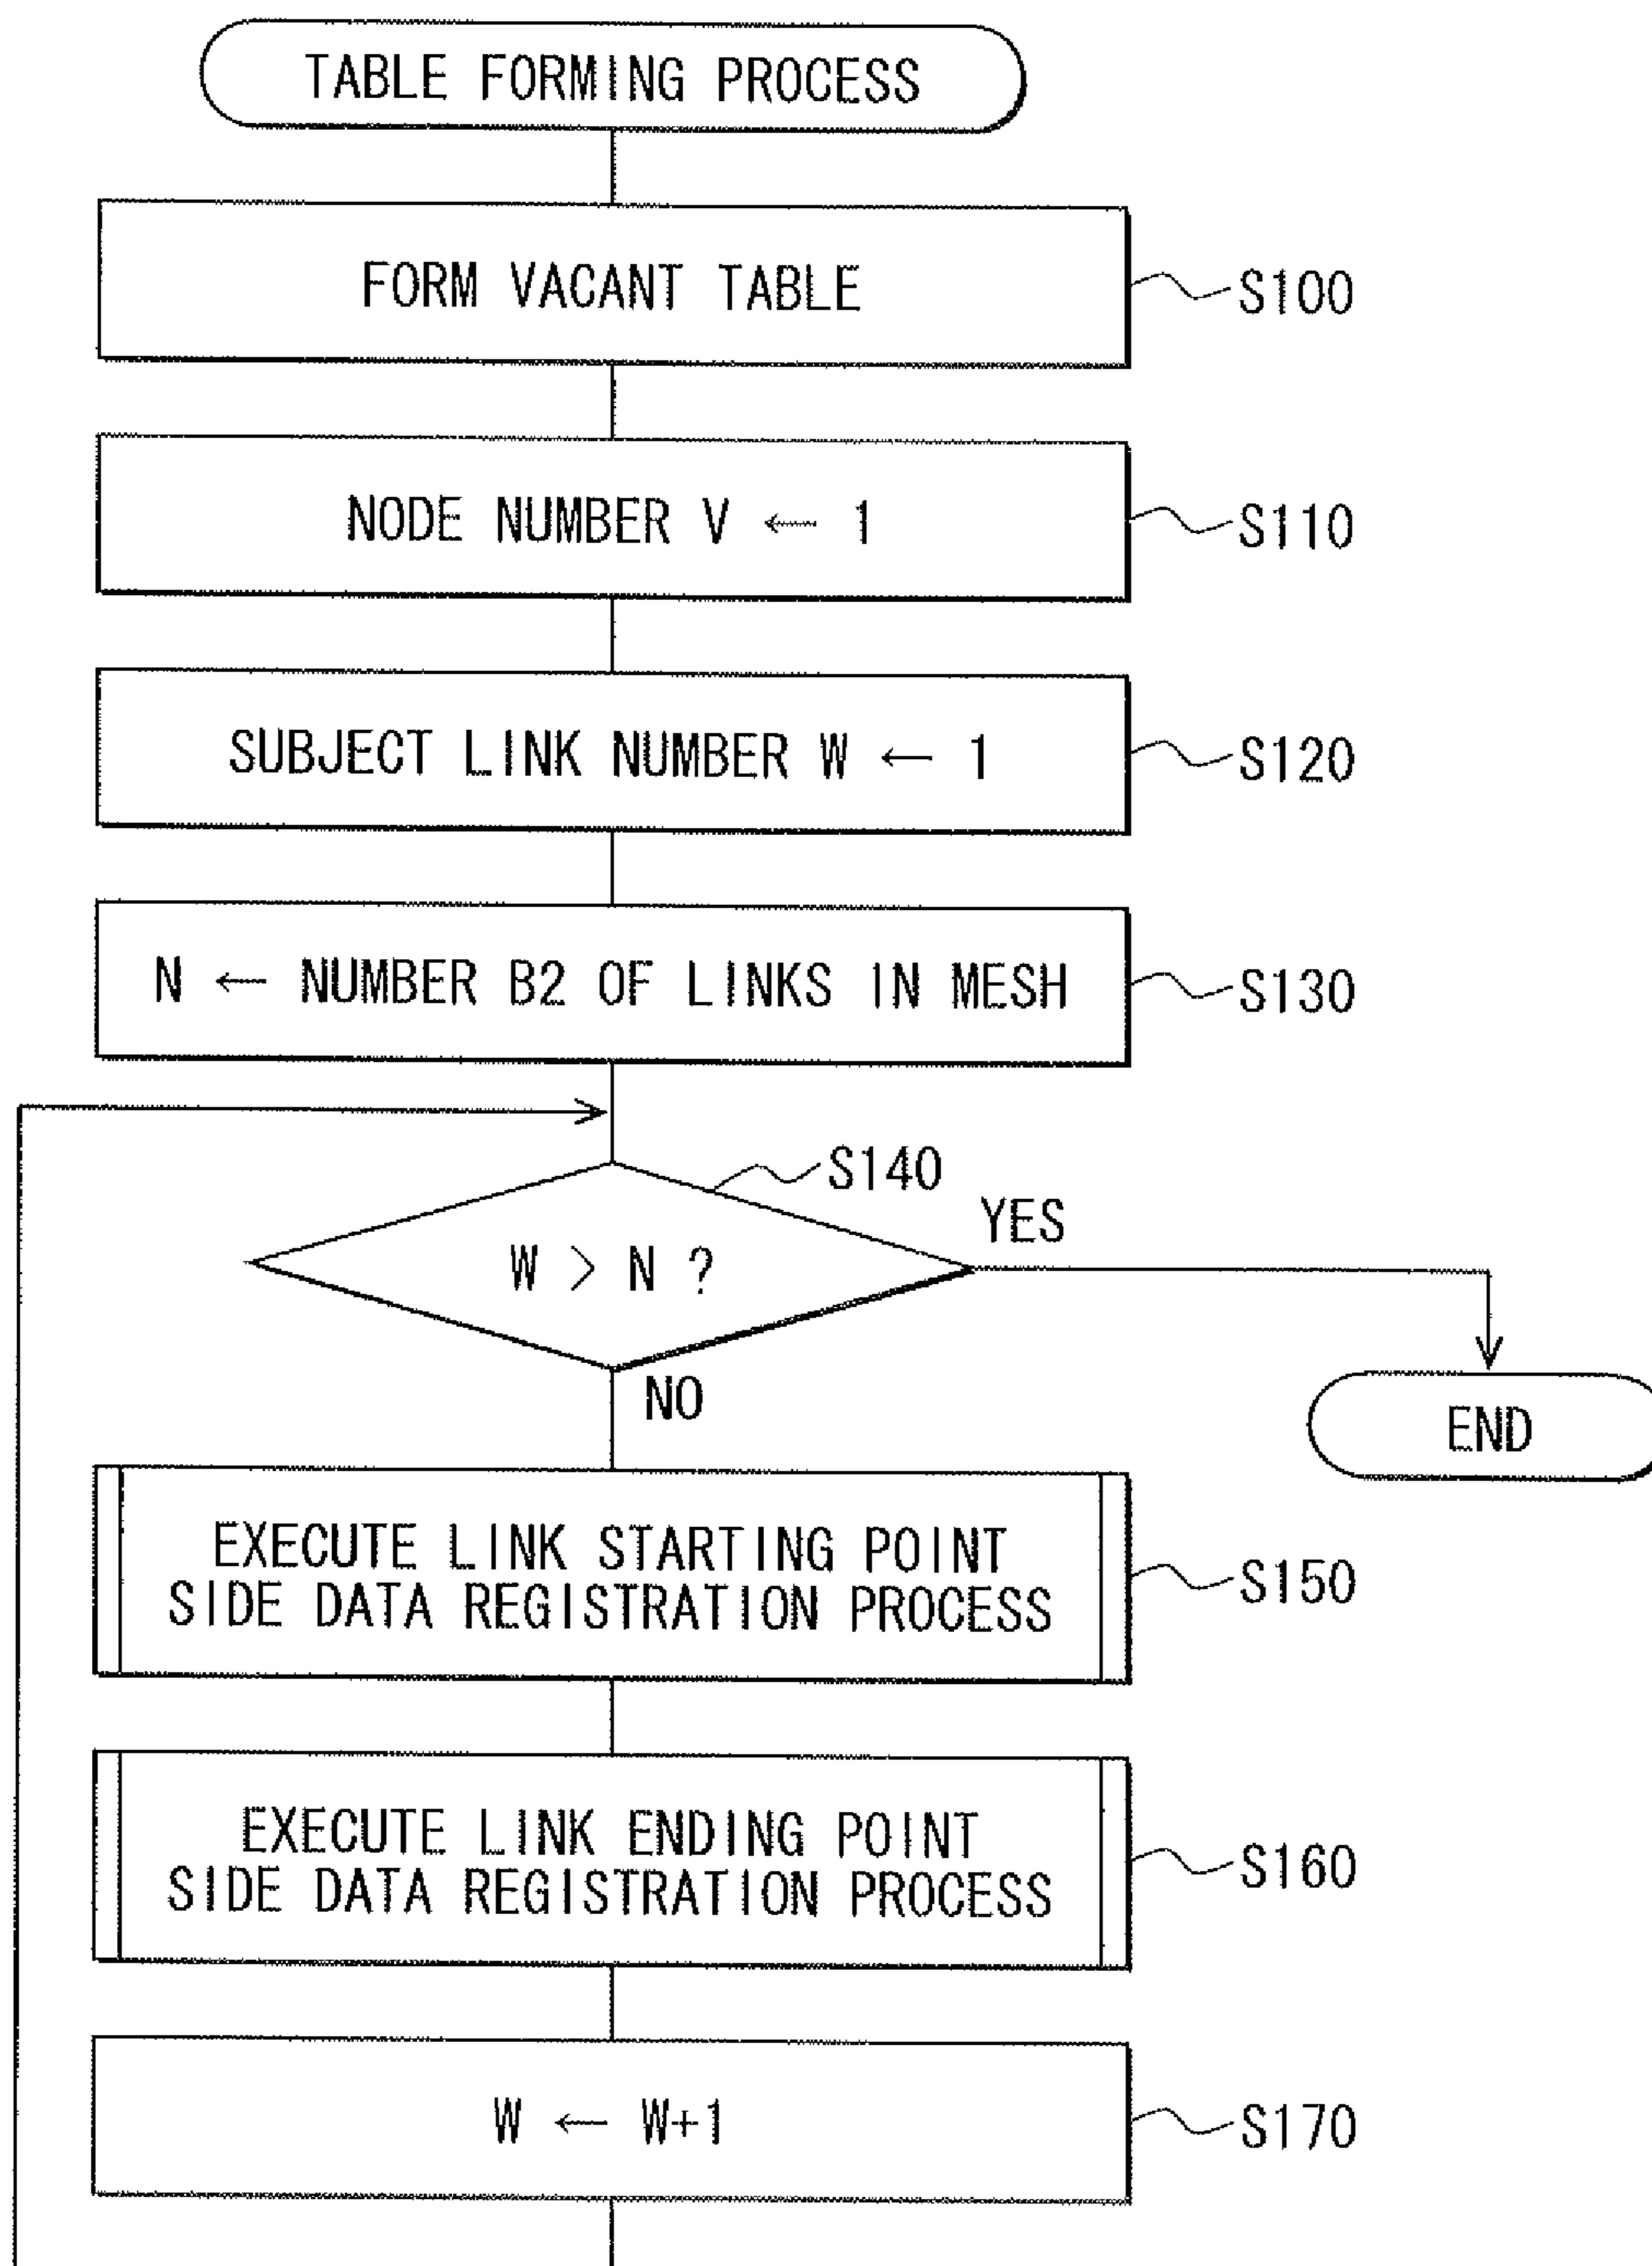 TABLE FORMING PROCESS
FORM VACANT TABLE
S100
NODE NUMBER V ← 1
S110
SUBJECT LINK NUMBER W ← 1
S120
N ← NUMBER B2 OF LINKS IN MESH
S130
S140
W > N ?
YES
NO
END
EXECUTE LINK STARTING POINT
SIDE DATA REGISTRATION PROCESS
S150
EXECUTE LINK ENDING POINT
SIDE DATA REGISTRATION PROCESS
S160
W ← W+1
S170